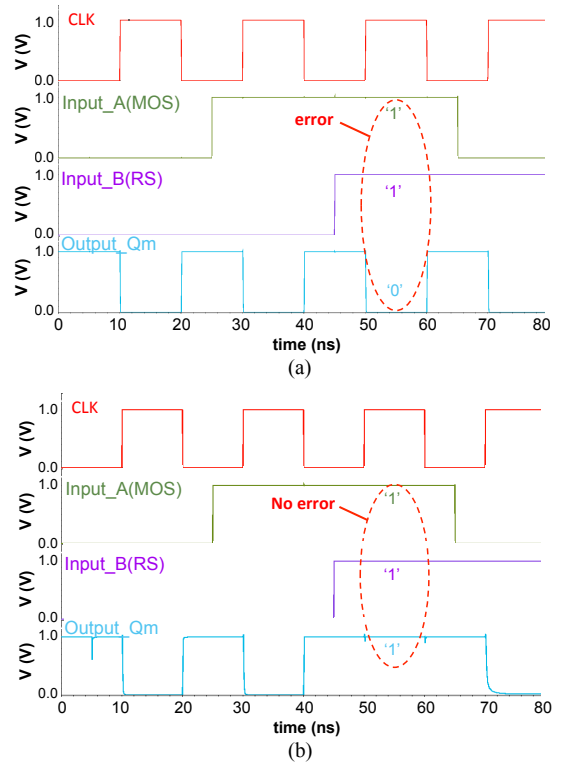 CLK
V (V)
1.0
0.0
Input_A(MOS)
V (V)
1.0
0.0
error
'1'
Input_B(RS)
V (V)
1.0
0.0
'1'
Output_Qm
V (V)
1.0
0.0
'0'
0 10 20 30 40 50 60 70 80
time (ns)
(a)
CLK
V (V)
1.0
0.0
Input_A(MOS)
V (V)
1.0
0.0
No error
'1'
Input_B(RS)
V (V)
1.0
0.0
'1'
Output_Qm
V (V)
1.0
0.0
'1'
0 10 20 30 40 50 60 70 80
time (ns)
(b)